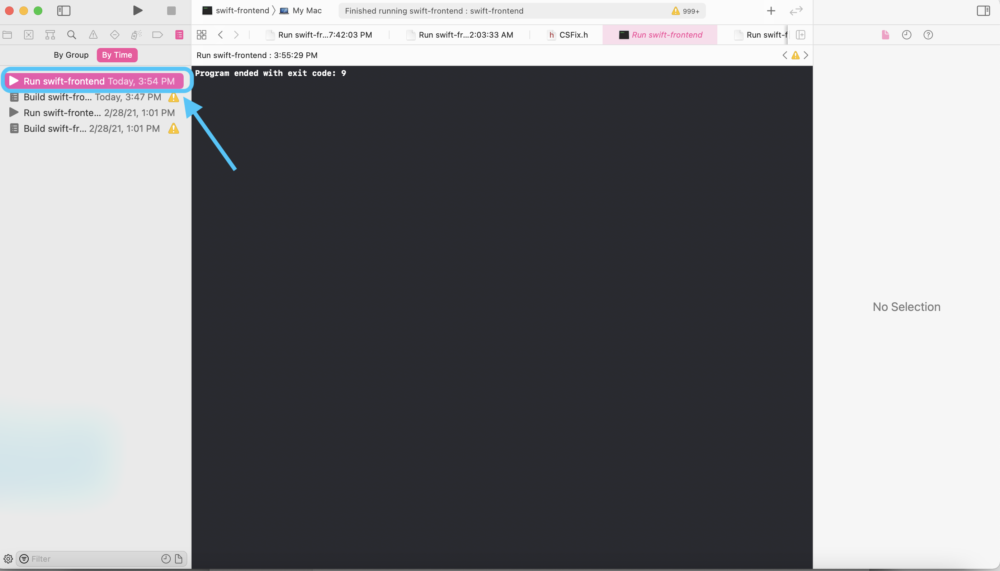 swift-frontend My Mac Finished running swift-frontend : swift-frontend 999+
Run swift-fr...7:42:03 PM Run swift-fr...2:03:33 AM h CSFix.h Run swift-frontend Run swift-f
By Group By Time
Run swift-frontend : 3:55:29 PM
Run swift-frontend Today, 3:54 PM
Build swift-fro... Today, 3:47 PM
Run swift-fronte... 2/28/21, 1:01 PM
Build swift-fr... 2/28/21, 1:01 PM
Program ended with exit code: 9
No Selection
Filter